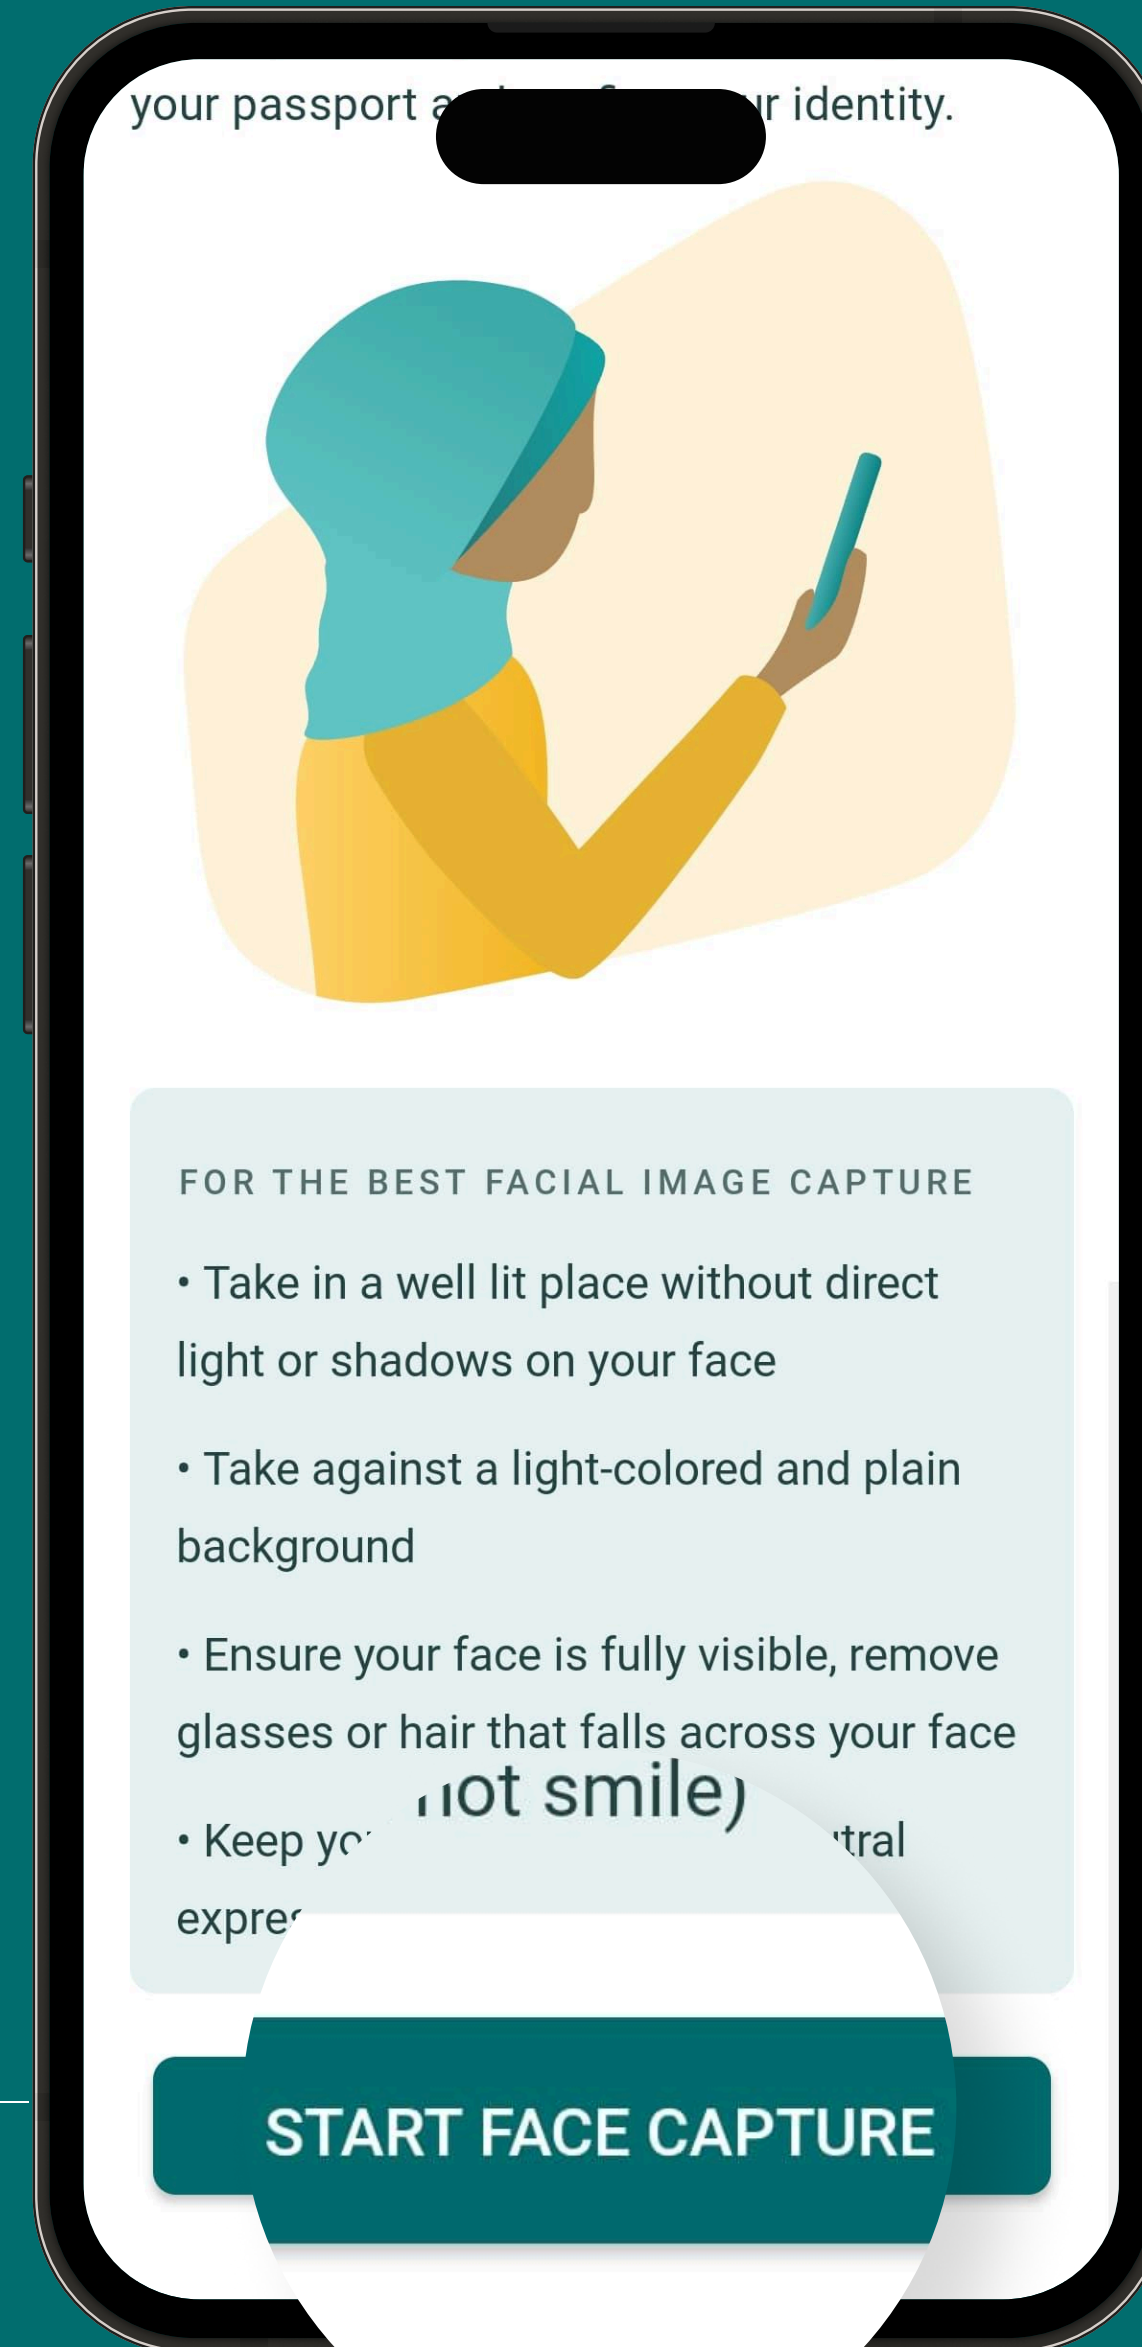 your passport identity.
FOR THE BEST FACIAL IMAGE CAPTURE
• Take in a well lit place without direct
light or shadows on your face
• Take against a light-colored and plain
background
• Ensure your face is fully visible, remove
glasses or hair that falls across your face
not smile)
• Keep
START FACE CAPTURE